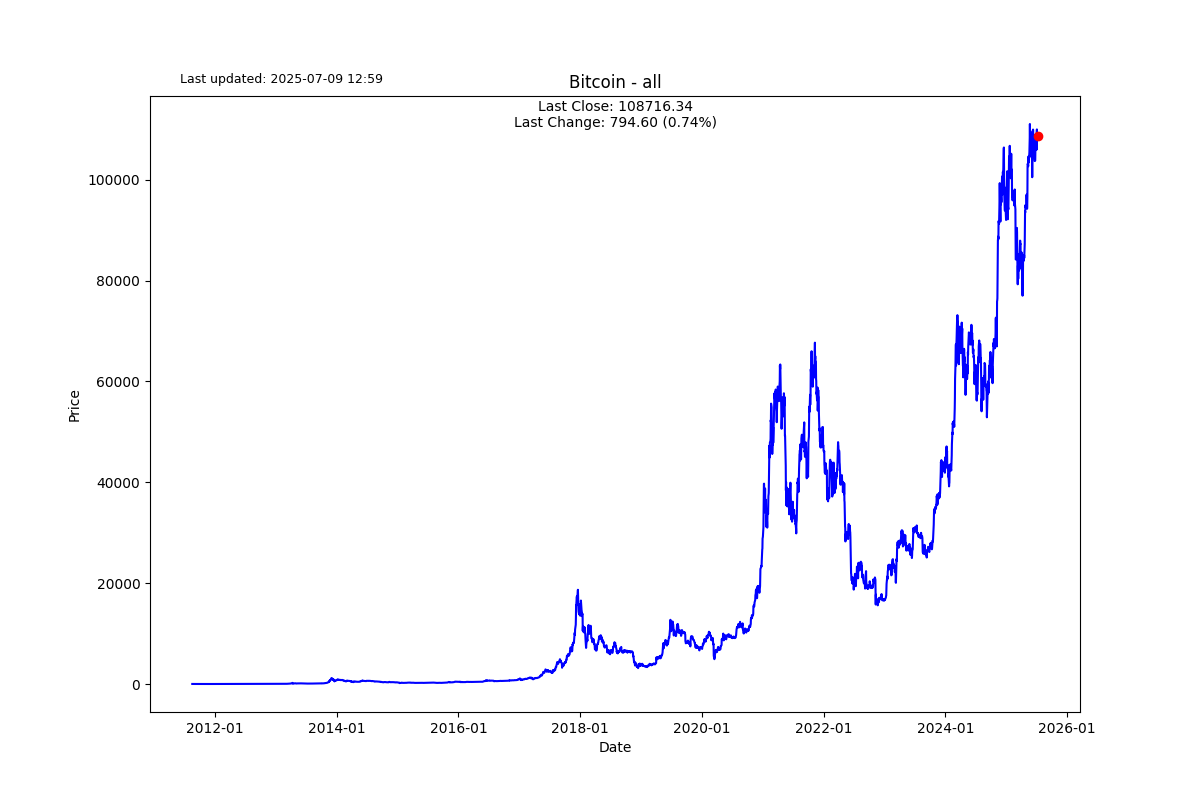 Last updated: 2025-07-09 12:59
Bitcoin - all
Last Close: 108716.34
Last Change: 794.60 (0.74%)
100000
80000
60000
40000
20000
0
Price
2012-01 2014-01 2016-01 2018-01 2020-01 2022-01 2024-01 2026-01
Date